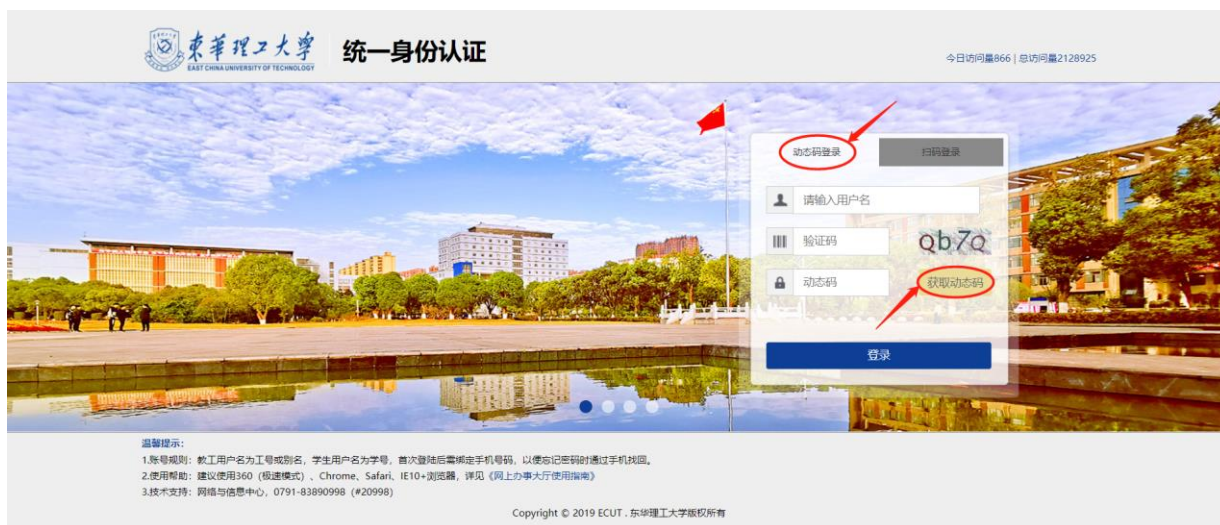 東華理工大學
EAST CHINA UNIVERSITY OF TECHNOLOGY
统一身份认证
今日访问量866 | 总访问量2128925
动态码登录
扫码登录
请输入用户名
验证码
Qb7Q
动态码
获取动态码
登录
温馨提示：
1.账号规则：教工用户名为工号或别名，学生用户名为学号，首次登陆后需绑定手机号码，以便忘记密码时通过手机找回。
2.使用帮助：建议使用360（极速模式）、Chrome、Safari、IE10+浏览器，详见《网上办事大厅使用指南》
3.技术支持：网络与信息中心，0791-83890998（#20998）
Copyright © 2019 ECUT . 东华理工大学版权所有